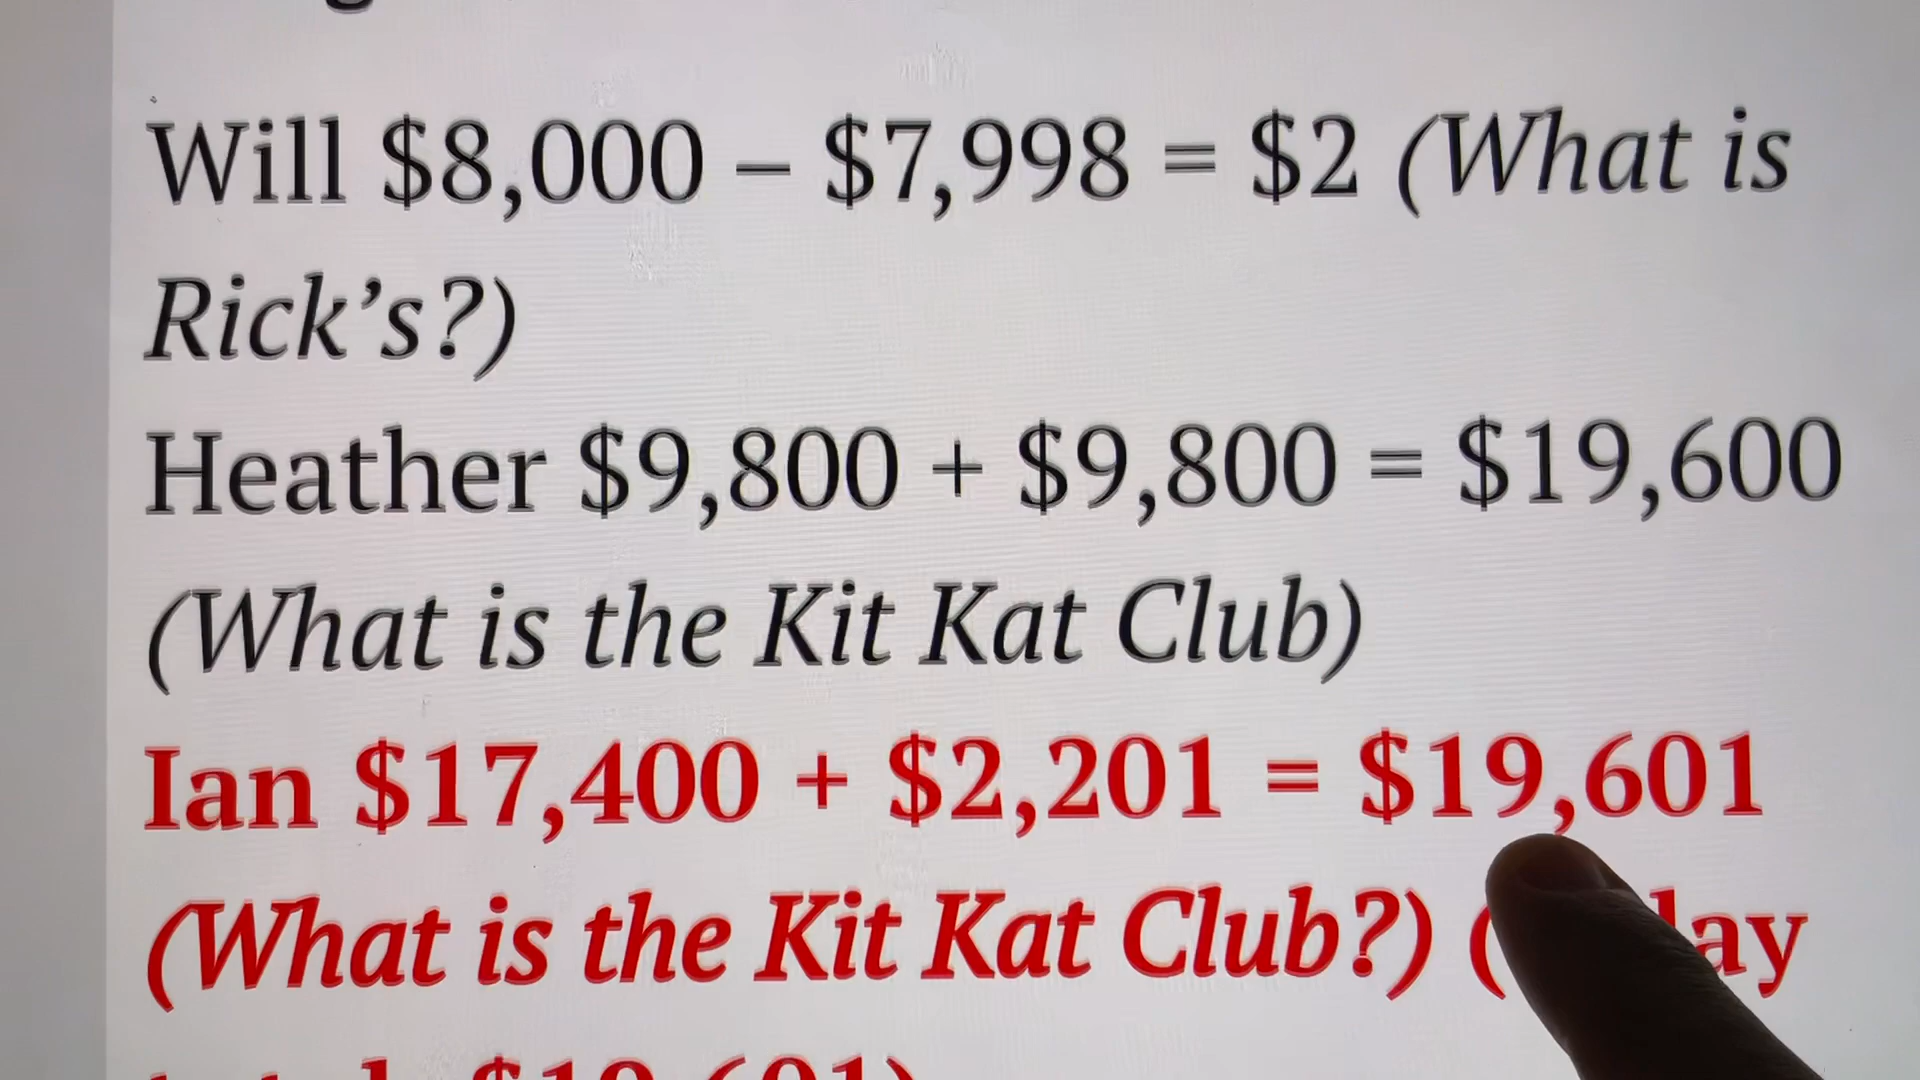 Will $8,000 – $7,998 = $2 (What is
Rick’s?)
Heather $9,800 + $9,800 = $19,600
(What is the Kit Kat Club)
Ian $17,400 + $2,201 = $19,601
(What is the Kit Kat Club?) (